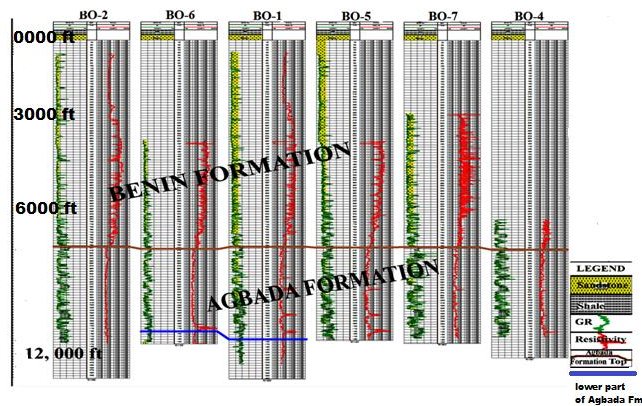 BO-2 BO-6 BO-1 BO-5 BO-7 BO-4
0000 ft
3000 ft
BENIN FORMATION
6000 ft
AGBADA FORMATION
12, 000 ft
LEGEND
Sandstone
Shale
GR
Resistivity
Agbada
Formation Top
lower part
of Agbada Fm